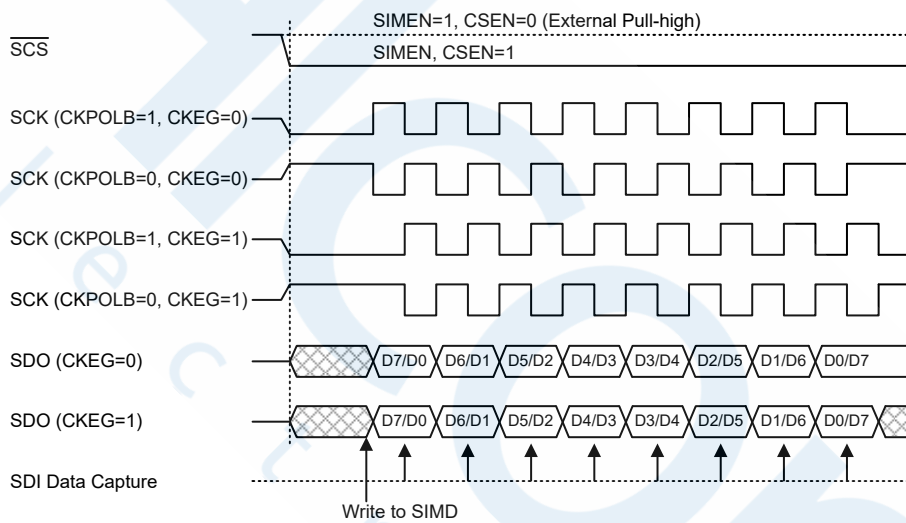 SIMEN=1, CSEN=0 (External Pull-high)
SCS
SIMEN, CSEN=1
SCK (CKPOLB=1, CKEG=0)
SCK (CKPOLB=0, CKEG=0)
SCK (CKPOLB=1, CKEG=1)
SCK (CKPOLB=0, CKEG=1)
SDO (CKEG=0) D7/D0 D6/D1 D5/D2 D4/D3 D3/D4 D2/D5 D1/D6 D0/D7
SDO (CKEG=1) D7/D0 D6/D1 D5/D2 D4/D3 D3/D4 D2/D5 D1/D6 D0/D7
SDI Data Capture
Write to SIMD